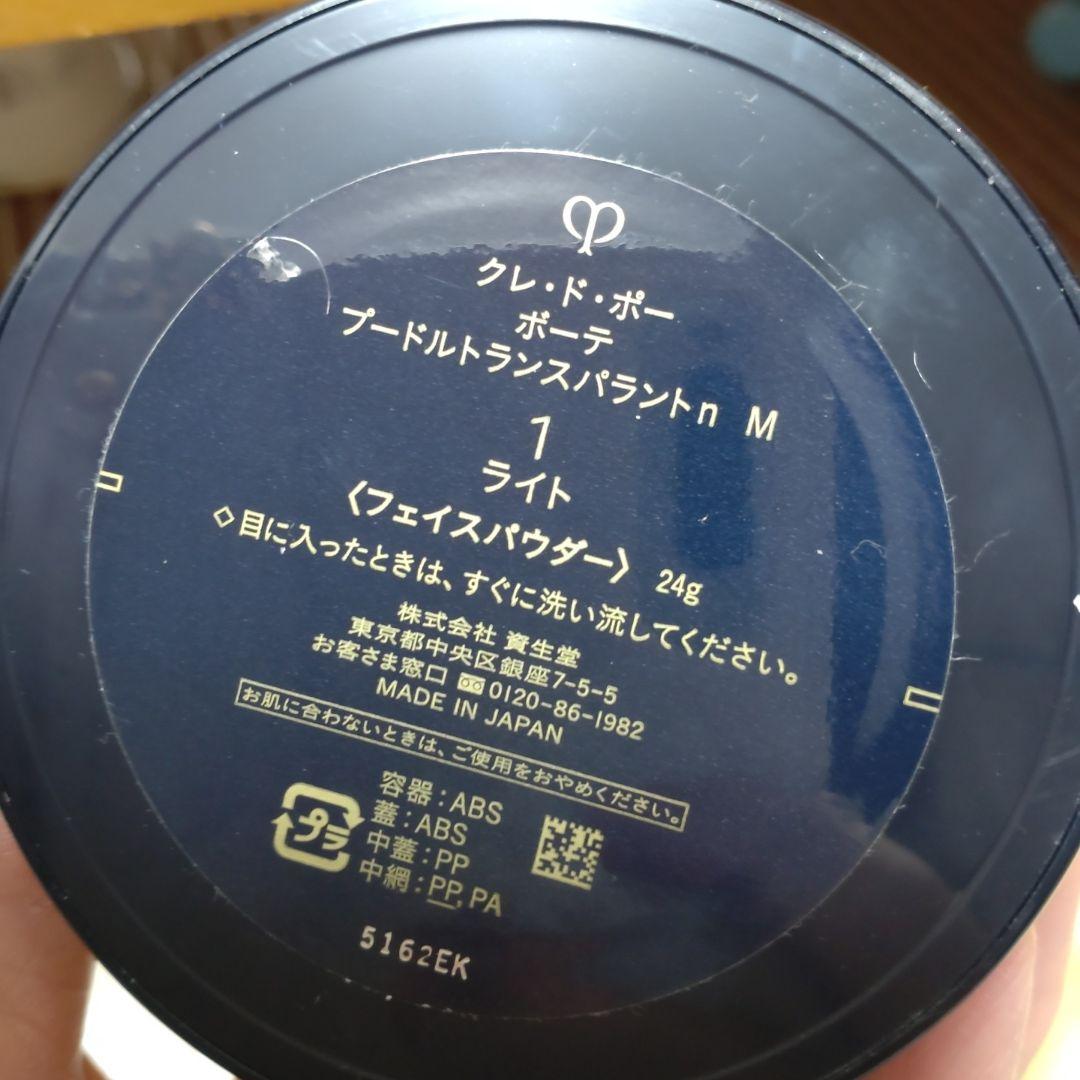 クレ・ド・ポー
ボーテ
プードルトランスパラントn M
1
ライト
〈フェイスパウダー〉 24g
◇目に入ったときは、すぐに洗い流してください。
株式会社 資生堂
東京都中央区銀座7-5-5
お客さま窓口 0120-86-1982
MADE IN JAPAN
お肌に合わないときは、ご使用をおやめください。
プラ
容器:ABS
蓋:ABS
中蓋:PP
中網:PP,PA
5162EK